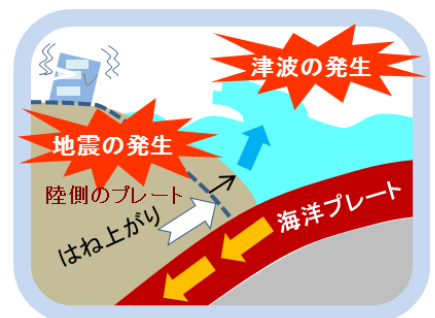 津波の発生
地震の発生
陸側のプレート
はね上がり
海洋プレート